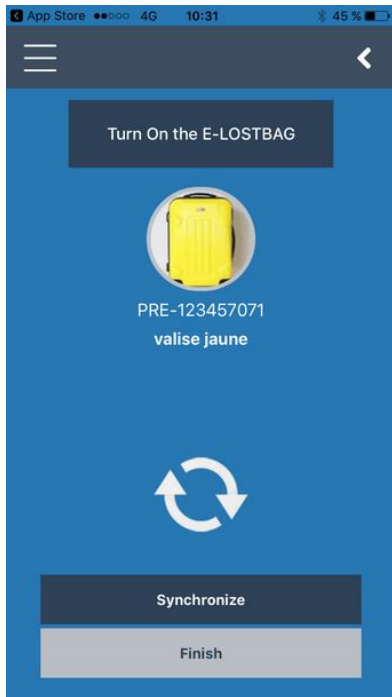 App Store 4G 10:31 45 %
Turn On the E-LOSTBAG
PRE-123457071
valise jaune
Synchronize
Finish